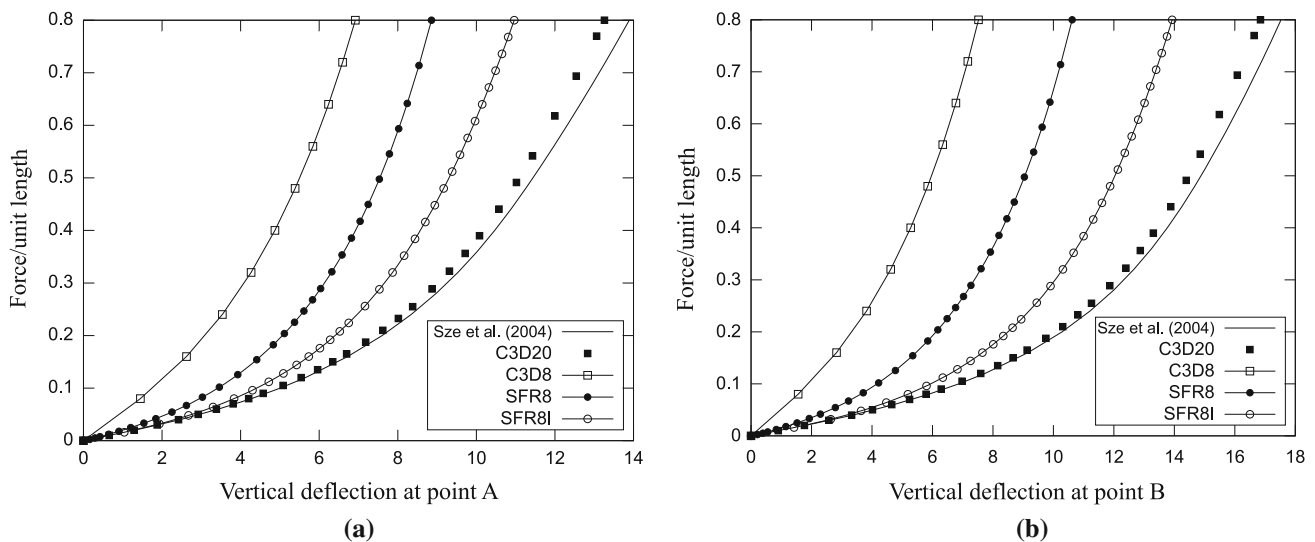 0.8
0.7
0.6
0.5
0.4
0.3
0.2
0.1
0
Force/unit length
Sze et al. (2004)
C3D20
C3D8
SFR8
SFR8I
0 2 4 6 8 10 12 14
Vertical deflection at point A
(a)
0.8
0.7
0.6
0.5
0.4
0.3
0.2
0.1
0
Force/unit length
Sze et al. (2004)
C3D20
C3D8
SFR8
SFR8I
0 2 4 6 8 10 12 14 16 18
Vertical deflection at point B
(b)